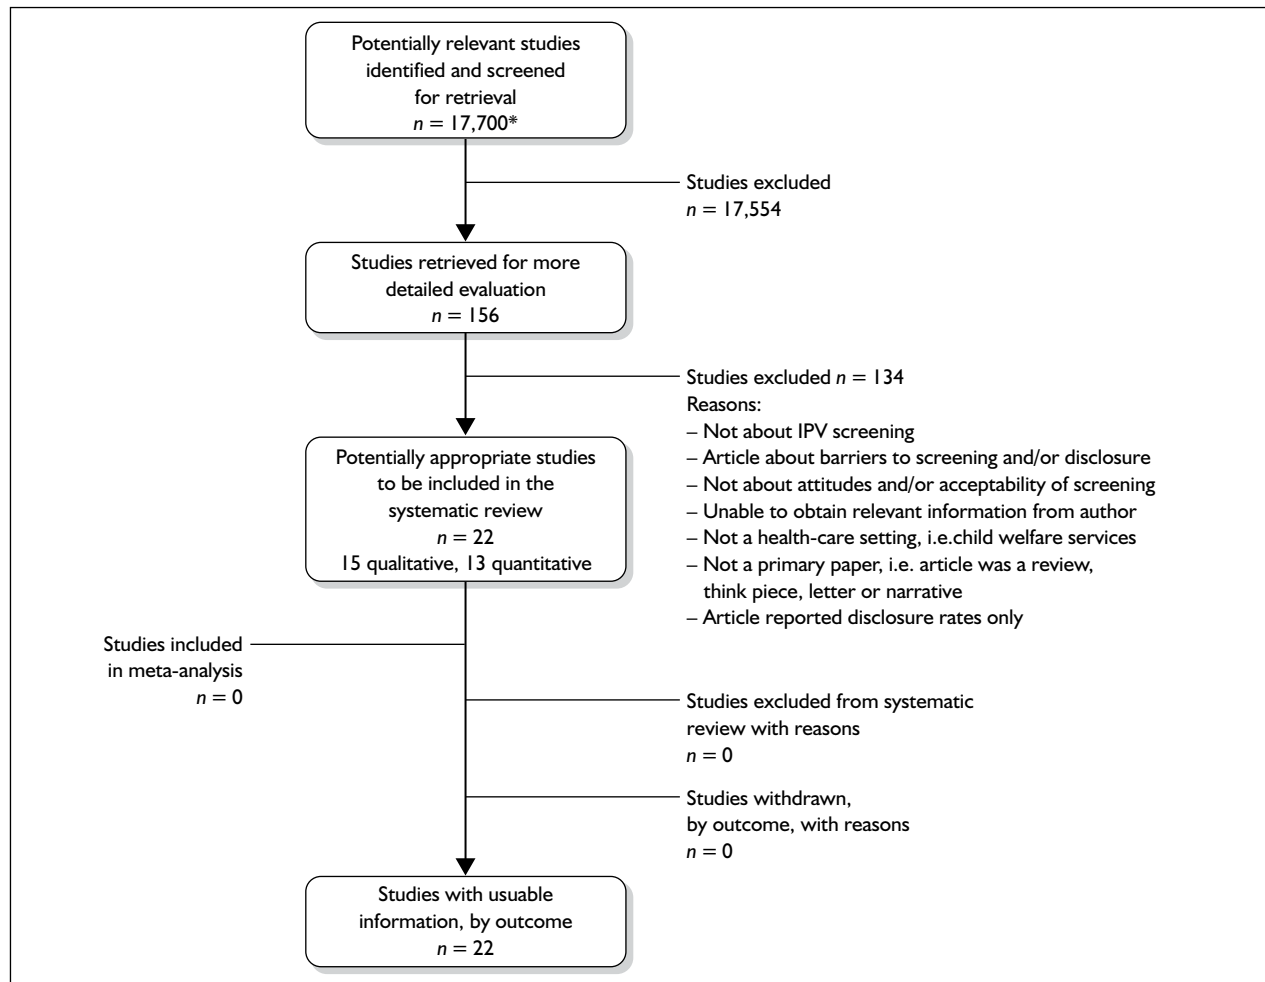 Potentially relevant studies
identified and screened
for retrieval
n = 17,700*
Studies excluded
n = 17,554
Studies retrieved for more
detailed evaluation
n = 156
Studies excluded n = 134
Reasons:
– Not about IPV screening
– Article about barriers to screening and/or disclosure
– Not about attitudes and/or acceptability of screening
– Unable to obtain relevant information from author
– Not a health-care setting, i.e.child welfare services
– Not a primary paper, i.e. article was a review,
think piece, letter or narrative
– Article reported disclosure rates only
Potentially appropriate studies
to be included in the
systematic review
n = 22
15 qualitative, 13 quantitative
Studies included
in meta-analysis
n = 0
Studies excluded from systematic
review with reasons
n = 0
Studies withdrawn,
by outcome, with reasons
n = 0
Studies with usuable
information, by outcome
n = 22